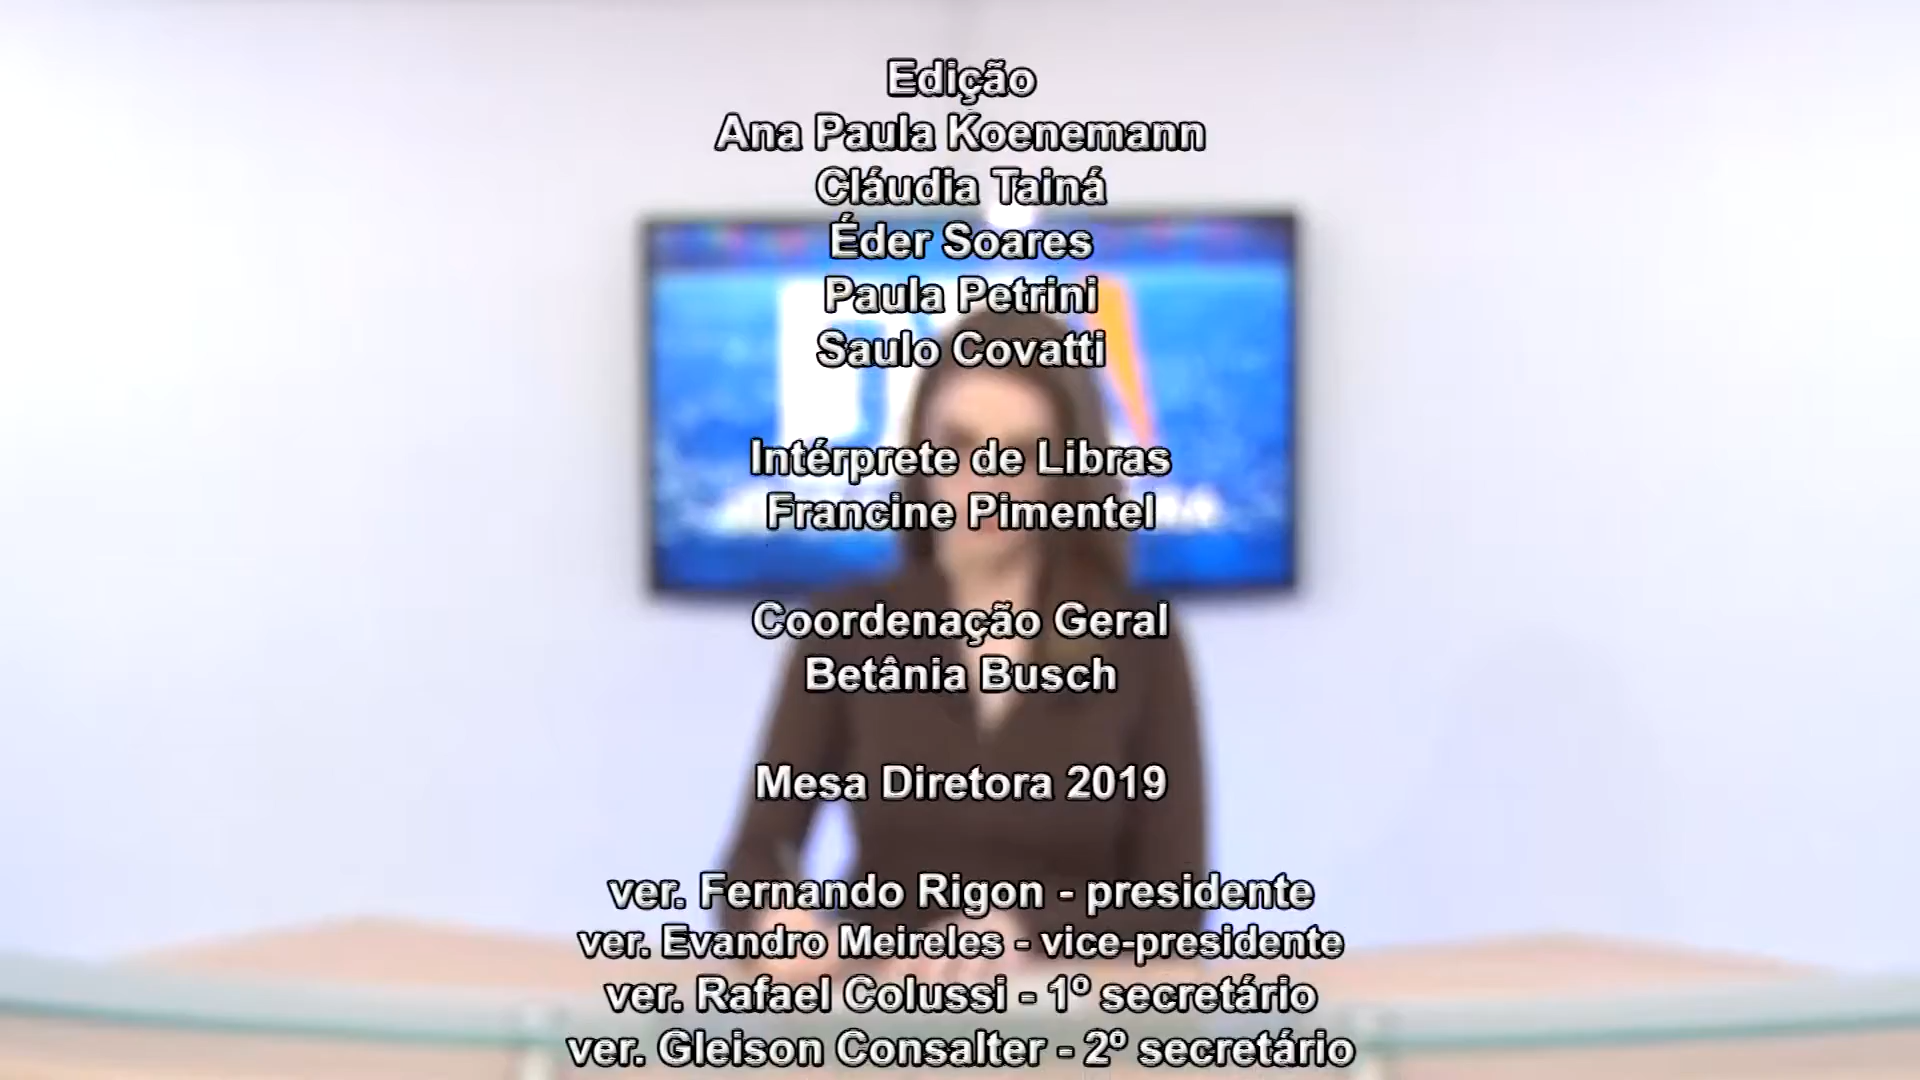 Edição
Ana Paula Koenemann
Cláudia Tainá
Éder Soares
Paula Petrini
Saulo Covatti
Intérprete de Libras
Francine Pimentel
Coordenação Geral
Betânia Busch
Mesa Diretora 2019
ver. Fernando Rigon - presidente
ver. Evandro Meireles - vice-presidente
ver. Rafael Colussi - 1º secretário
ver. Gleison Consalter - 2º secretário